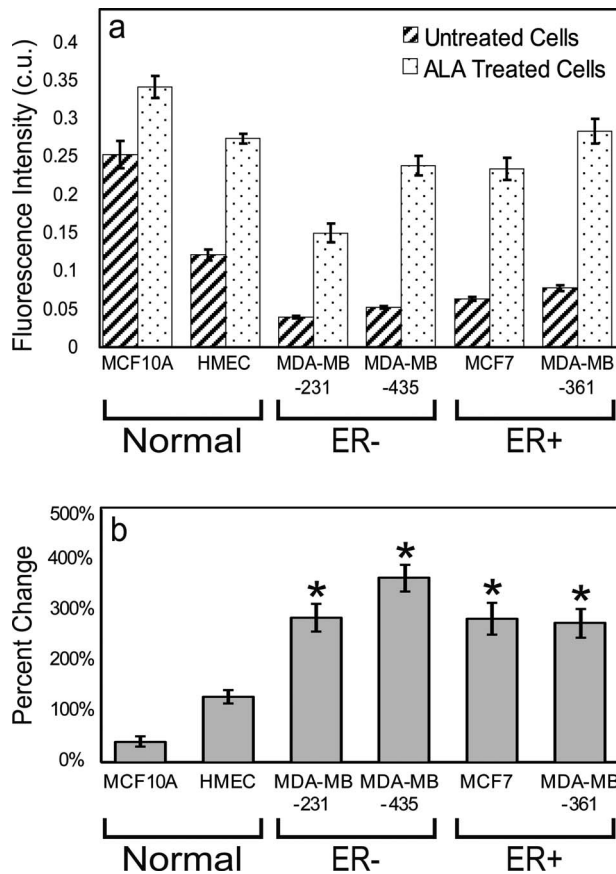 a
Untreated Cells
ALA Treated Cells
Fluorescence Intensity (c.u.)
0.4
0.35
0.3
0.25
0.2
0.15
0.1
0.05
0
MCF10A HMEC MDA-MB MDA-MB MCF7 MDA-MB
-231 -435 -361
Normal ER- ER+
b
Percent Change
500%
400%
300%
200%
100%
0%
* * * *
MCF10A HMEC MDA-MB MDA-MB MCF7 MDA-MB
-231 -435 -361
Normal ER- ER+